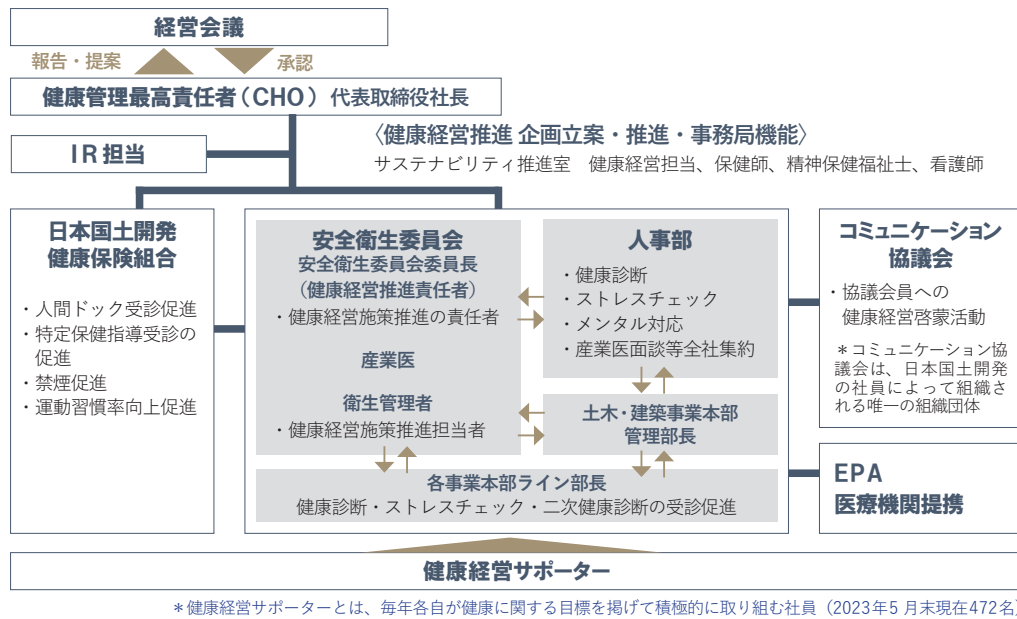 経営会議
報告・提案
承認
健康管理最高責任者（CHO）代表取締役社長
IR担当
〈健康経営推進 企画立案・推進・事務局機能〉
サステナビリティ推進室　健康経営担当、保健師、精神保健福祉士、看護師
日本国土開発
健康保険組合
・人間ドック受診促進
・特定保健指導受診の
促進
・禁煙促進
・運動習慣率向上促進
安全衛生委員会
安全衛生委員会委員長
（健康経営推進責任者）
・健康経営施策推進の責任者
産業医
衛生管理者
・健康経営施策推進担当者
人事部
・健康診断
・ストレスチェック
・メンタル対応
・産業医面談等全社集約
土木・建築事業本部
管理部長
各事業本部ライン部長
健康診断・ストレスチェック・二次健康診断の受診促進
コミュニケーション
協議会
・協議会員への
健康経営啓蒙活動
＊コミュニケーション協
議会は、日本国土開発
の社員によって組織さ
れる唯一の組織団体
EPA
医療機関提携
健康経営サポーター
＊健康経営サポーターとは、毎年各自が健康に関する目標を掲げて積極的に取り組む社員（2023年5月末現在472名）